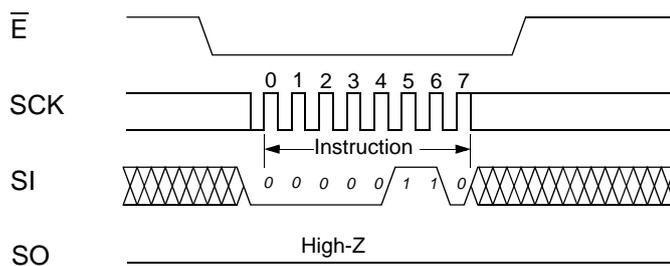 E̅
SCK
0 1 2 3 4 5 6 7
Instruction
SI
0 0 0 0 0 1 1 0
SO
High-Z